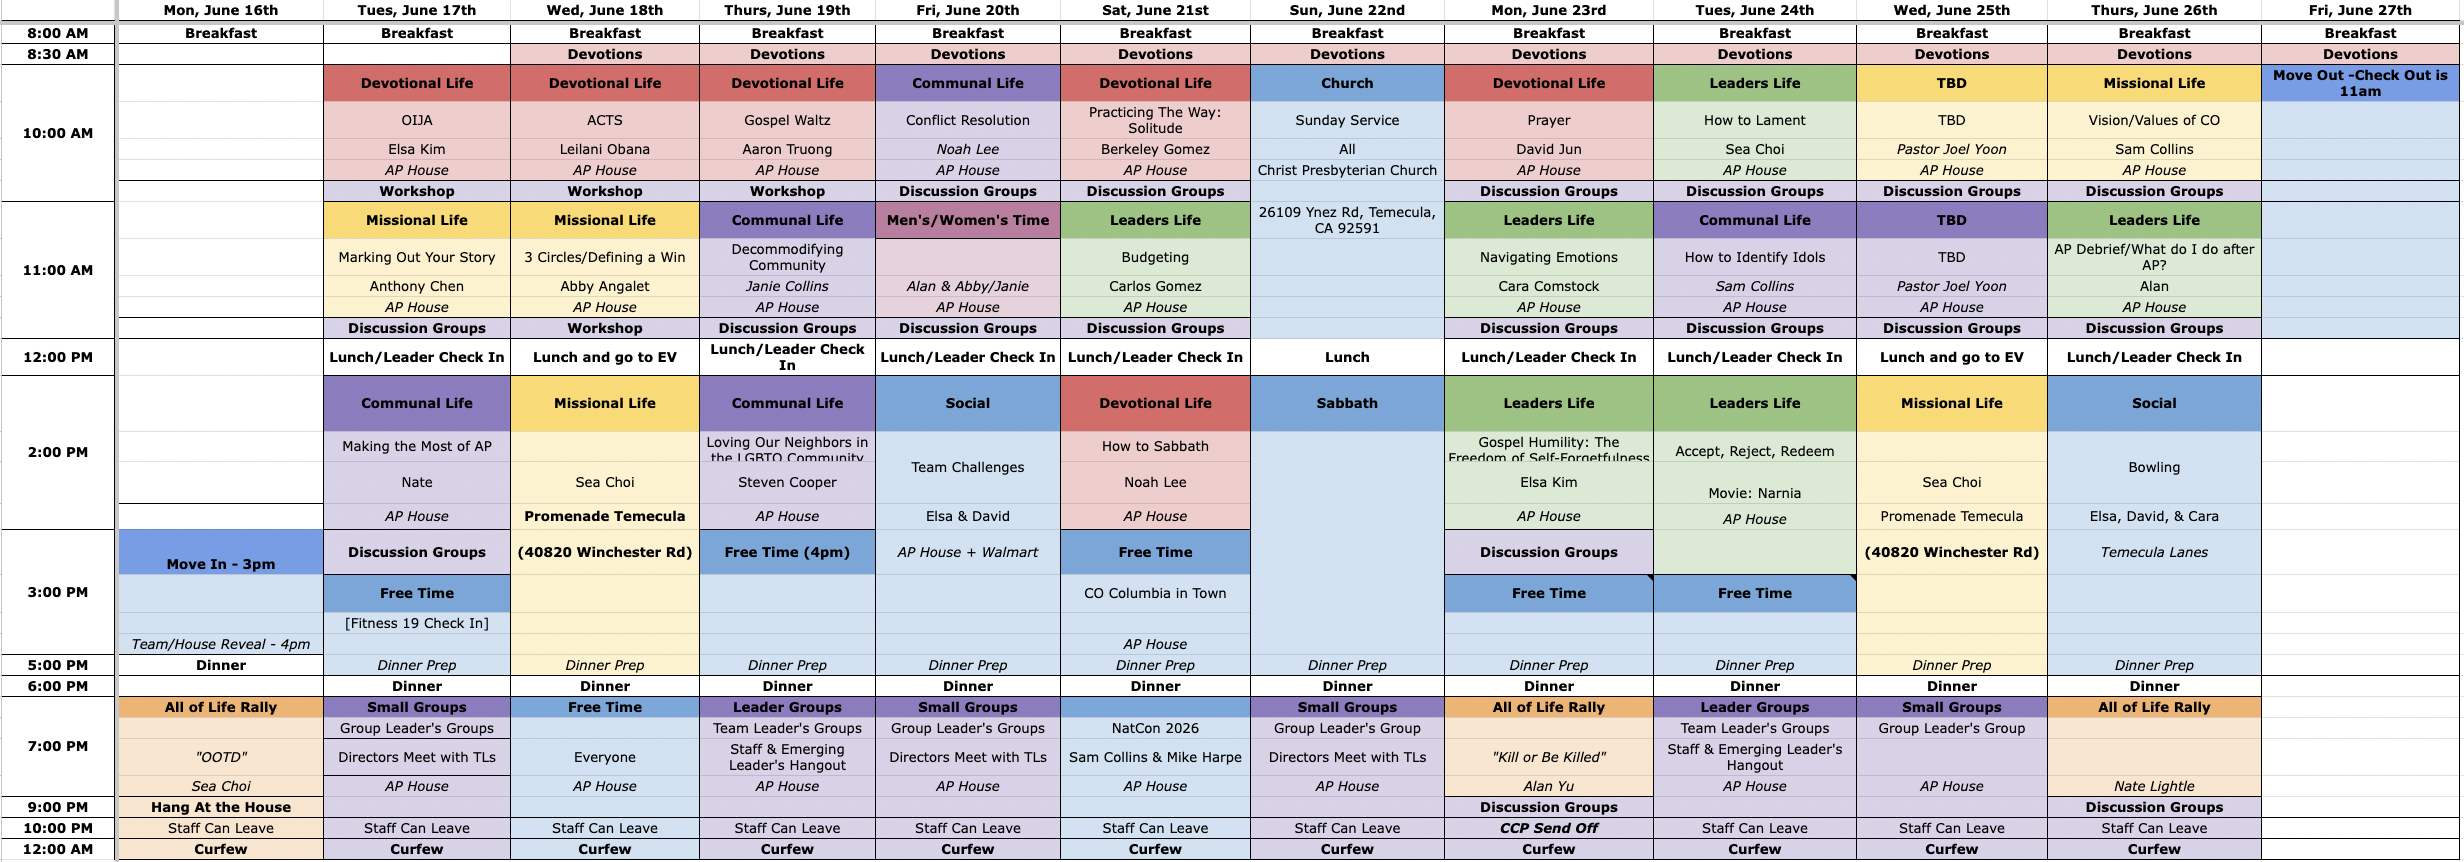 Mon, June 16th Tues, June 17th Wed, June 18th Thurs, June 19th Fri, June 20th Sat, June 21st Sun, June 22nd Mon, June 23rd Tues, June 24th Wed, June 25th Thurs, June 26th Fri, June 27th
8:00 AM Breakfast Breakfast Breakfast Breakfast Breakfast Breakfast Breakfast Breakfast Breakfast Breakfast Breakfast Breakfast
8:30 AM Devotions Devotions Devotions Devotions Devotions Devotions Devotions Devotions Devotions Devotions
Devotional Life Devotional Life Devotional Life Communal Life Devotional Life Church Devotional Life Leaders Life TBD Missional Life Move Out -Check Out is
11am
10:00 AM OIJA ACTS Gospel Waltz Conflict Resolution Practicing The Way:
Solitude Sunday Service Prayer How to Lament TBD Vision/Values of CO
Elsa Kim Leilani Obana Aaron Truong Noah Lee Berkeley Gomez All David Jun Sea Choi Pastor Joel Yoon Sam Collins
AP House AP House AP House AP House AP House Christ Presbyterian Church AP House AP House AP House AP House
Workshop Workshop Workshop Discussion Groups Discussion Groups Discussion Groups Discussion Groups Discussion Groups Discussion Groups
Missional Life Missional Life Communal Life Men's/Women's Time Leaders Life 26109 Ynez Rd, Temecula,
CA 92591 Leaders Life Communal Life TBD Leaders Life
11:00 AM Marking Out Your Story 3 Circles/Defining a Win Decommodifying
Community Budgeting Navigating Emotions How to Identify Idols TBD AP Debrief/What do I do after
AP?
Anthony Chen Abby Angalet Janie Collins Alan & Abby/Janie Carlos Gomez Cara Comstock Sam Collins Pastor Joel Yoon Alan
AP House AP House AP House AP House AP House AP House AP House AP House AP House
Discussion Groups Workshop Discussion Groups Discussion Groups Discussion Groups Discussion Groups Discussion Groups Discussion Groups Discussion Groups
12:00 PM Lunch/Leader Check In Lunch and go to EV Lunch/Leader Check
In Lunch/Leader Check In Lunch/Leader Check In Lunch Lunch/Leader Check In Lunch/Leader Check In Lunch and go to EV Lunch/Leader Check In
Communal Life Missional Life Communal Life Social Devotional Life Sabbath Leaders Life Leaders Life Missional Life Social
2:00 PM Making the Most of AP Loving Our Neighbors in
the LGBTQ Community Team Challenges How to Sabbath Gospel Humility: The
Freedom of Self-Forgetfulness Accept, Reject, Redeem Bowling
Nate Sea Choi Steven Cooper Noah Lee Elsa Kim Movie: Narnia Sea Choi
AP House Promenade Temecula AP House Elsa & David AP House AP House AP House Promenade Temecula Elsa, David, & Cara
Move In - 3pm Discussion Groups (40820 Winchester Rd) Free Time (4pm) AP House + Walmart Free Time Discussion Groups (40820 Winchester Rd) Temecula Lanes
3:00 PM Free Time CO Columbia in Town Free Time Free Time
[Fitness 19 Check In]
Team/House Reveal - 4pm AP House
5:00 PM Dinner Dinner Prep Dinner Prep Dinner Prep Dinner Prep Dinner Prep Dinner Prep Dinner Prep Dinner Prep Dinner Prep Dinner Prep
6:00 PM Dinner Dinner Dinner Dinner Dinner Dinner Dinner Dinner Dinner Dinner
All of Life Rally Small Groups Free Time Leader Groups Small Groups Small Groups All of Life Rally Leader Groups Small Groups All of Life Rally
Group Leader's Groups Team Leader's Groups Group Leader's Groups NatCon 2026 Group Leader's Group Team Leader's Groups Group Leader's Group
7:00 PM "OOTD" Directors Meet with TLs Everyone Staff & Emerging
Leader's Hangout Directors Meet with TLs Sam Collins & Mike Harpe Directors Meet with TLs "Kill or Be Killed" Staff & Emerging Leader's
Hangout
Sea Choi AP House AP House AP House AP House AP House AP House Alan Yu AP House AP House Nate Lightle
9:00 PM Hang At the House Discussion Groups Discussion Groups
10:00 PM Staff Can Leave Staff Can Leave Staff Can Leave Staff Can Leave Staff Can Leave Staff Can Leave Staff Can Leave CCP Send Off Staff Can Leave Staff Can Leave Staff Can Leave
12:00 AM Curfew Curfew Curfew Curfew Curfew Curfew Curfew Curfew Curfew Curfew Curfew